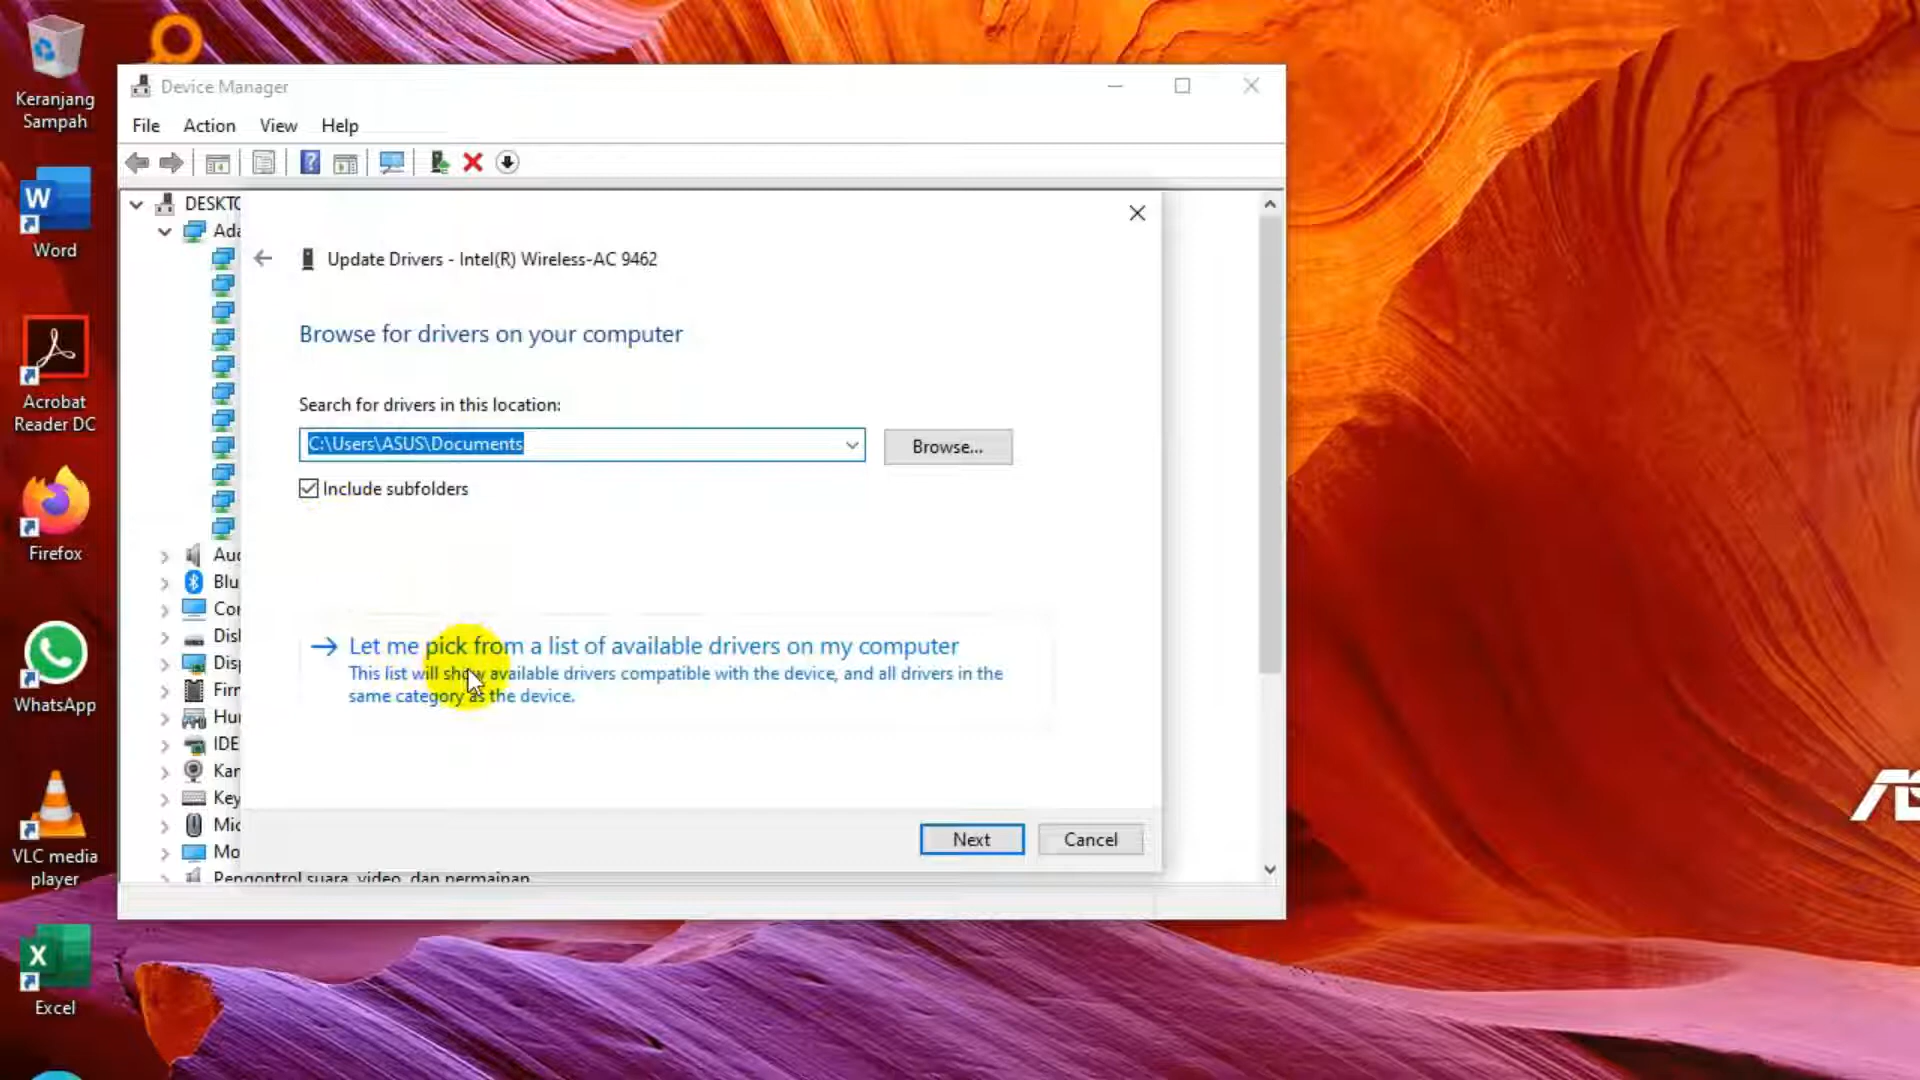 Keranjang
Sampah
Word
Acrobat
Reader DC
Firefox
WhatsApp
VLC media
player
Excel
Device Manager
File Action View Help
DESKTO
Ada
Update Drivers - Intel(R) Wireless-AC 9462
Browse for drivers on your computer
Search for drivers in this location:
C:\Users\ASUS\Documents
Browse...
Include subfolders
Let me pick from a list of available drivers on my computer
This list will show available drivers compatible with the device, and all drivers in the
same category as the device.
Next Cancel
Aud
Blu
Cor
Disk
Disp
Firr
Hur
IDE
Kar
Key
Mic
Mo
Pengontrol suara, video, dan permainan